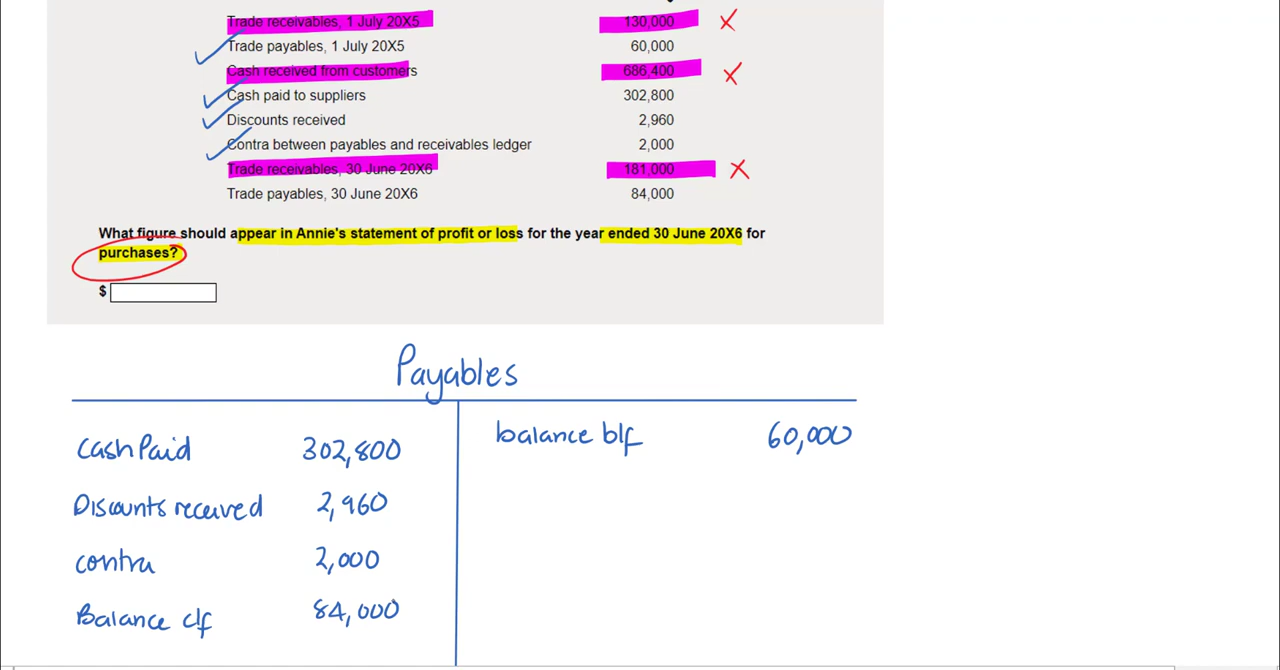 Trade receivables, 1 July 20X5 130,000
Trade payables, 1 July 20X5 60,000
Cash received from customers 686,400
Cash paid to suppliers 302,800
Discounts received 2,960
Contra between payables and receivables ledger 2,000
Trade receivables, 30 June 20X6 181,000
Trade payables, 30 June 20X6 84,000
What figure should appear in Annie's statement of profit or loss for the year ended 30 June 20X6 for
purchases?
$
Payables
Cash Paid 302,800 balance b/f 60,000
Discounts received 2,960
contra 2,000
Balance c/f 84,000